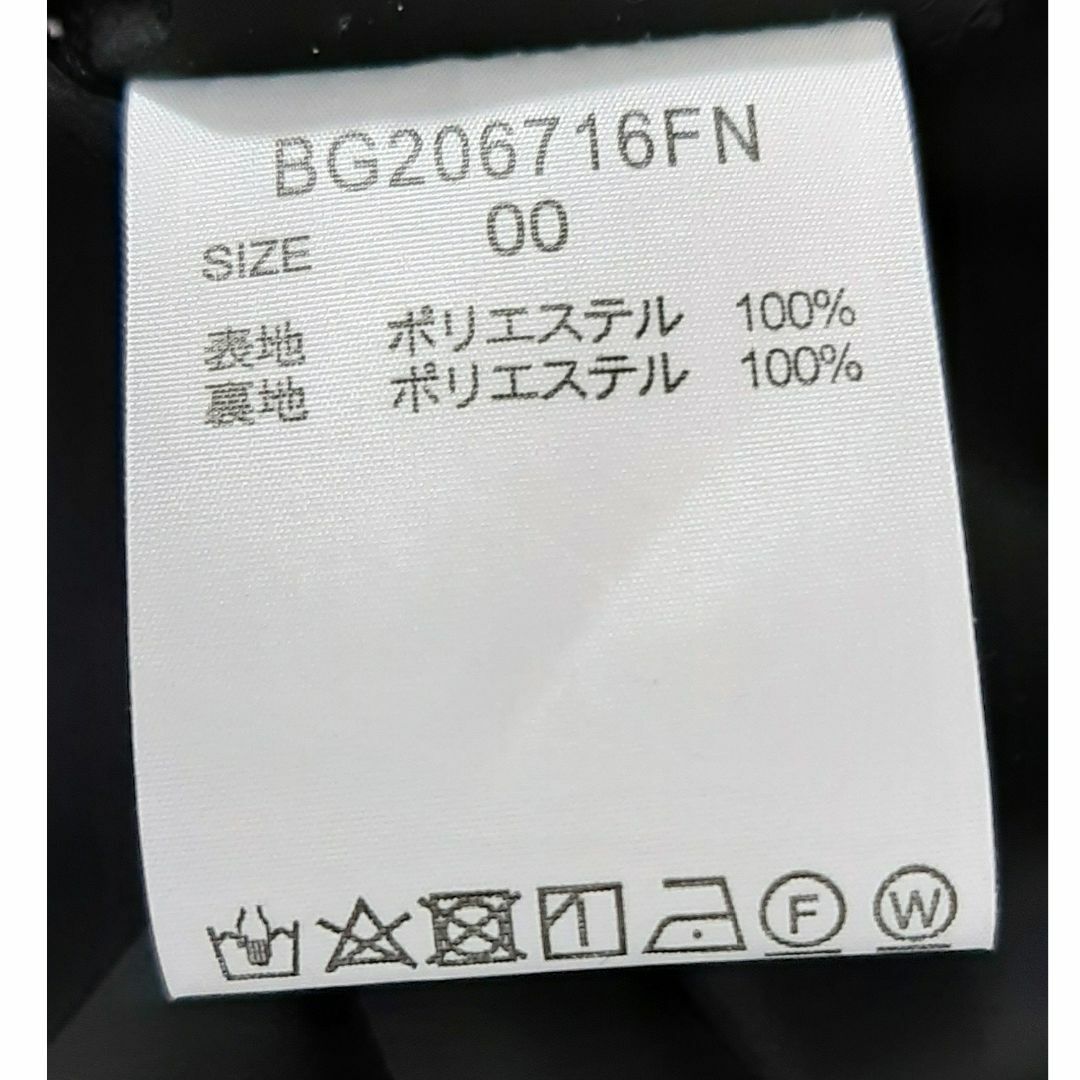 BG206716FN
SIZE 00
表地 ポリエステル 100%
裏地 ポリエステル 100%
F W